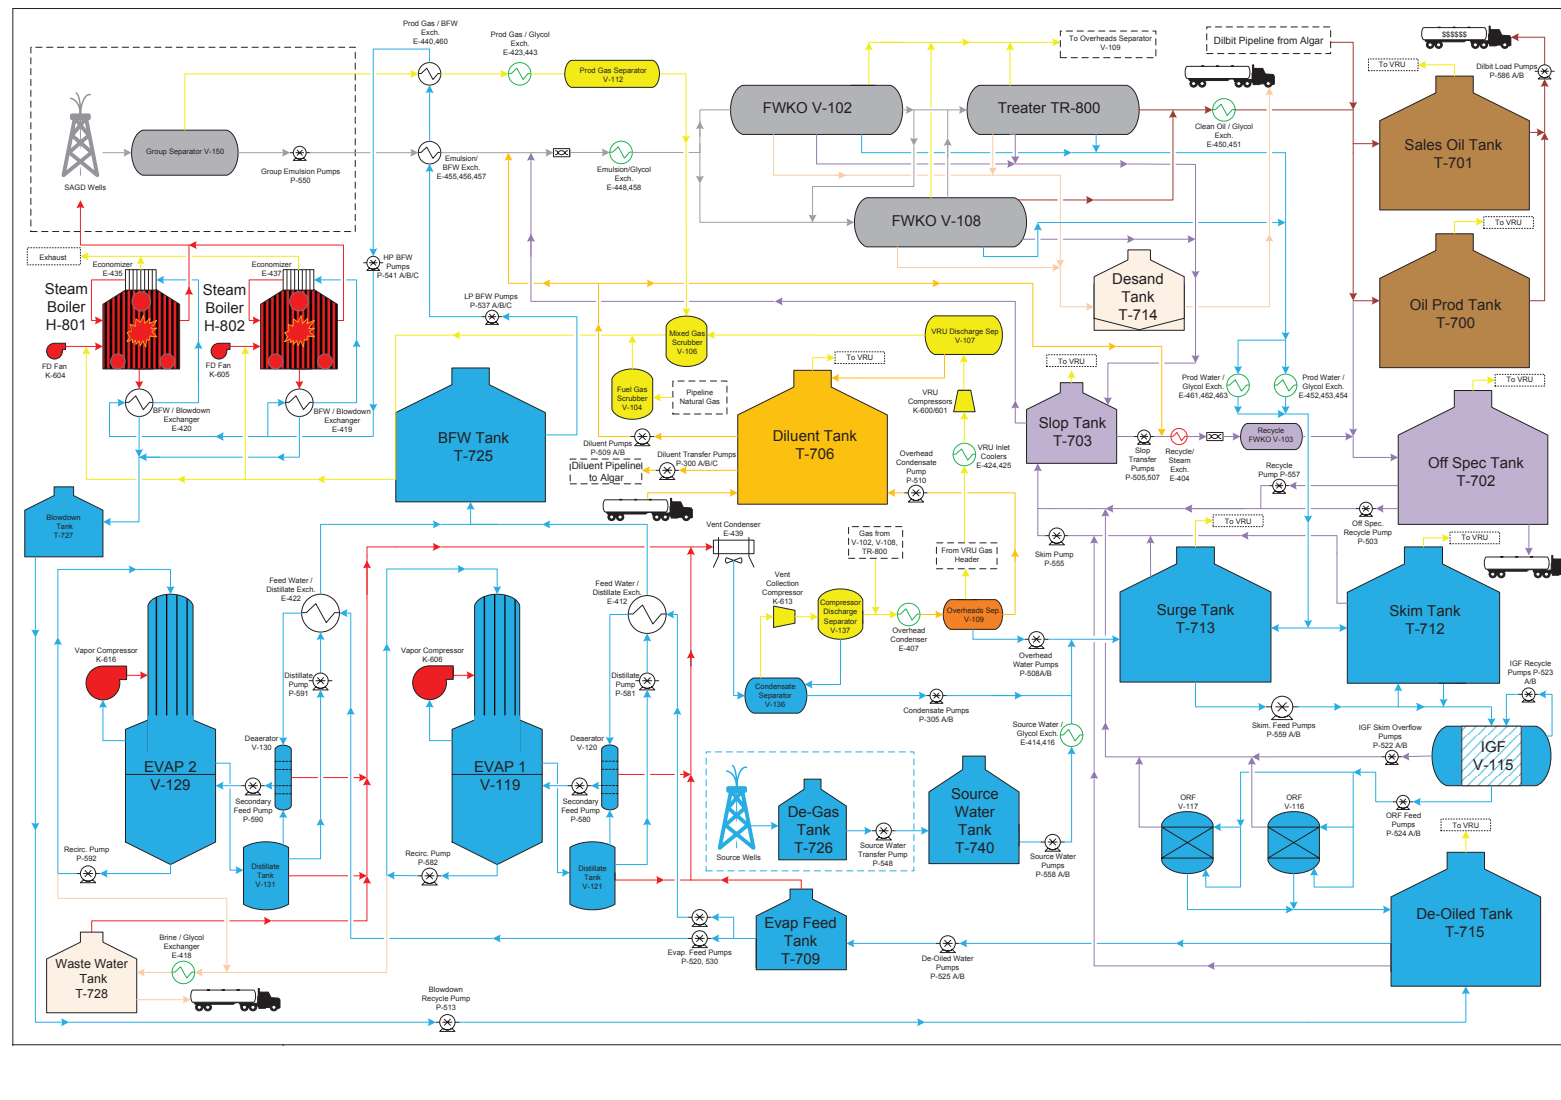 Prod Gas / BFW
Exch.
E-440,460
Prod Gas / Glycol
Exch.
E-423,443
Prod Gas Separator
V-112
To Overheads Separator
V-109
Dilbit Pipeline from Algar
$$$$$$
Dilbit Load Pumps
P-586 A/B
To VRU
Sales Oil Tank
T-701
FWKO V-102
Treater TR-800
Clean Oil / Glycol
Exch.
E-450,451
SAGD Wells
Group Separator V-150
Group Emulsion Pumps
P-550
Emulsion/
BFW Exch.
E-455,456,457
Emulsion/Glycol
Exch.
E-448,458
FWKO V-108
To VRU
Oil Prod Tank
T-700
Exhaust
Economizer
E-435
Economizer
E-437
HP BFW
Pumps
P-541 A/B/C
Steam
Boiler
H-801
Steam
Boiler
H-802
FD Fan
K-604
FD Fan
K-605
LP BFW Pumps
P-537 A/B/C
Desand
Tank
T-714
Mixed Gas
Scrubber
V-106
VRU Discharge Sep
V-107
To VRU
Fuel Gas
Scrubber
V-104
Pipeline
Natural Gas
VRU
Compressors
K-600/601
To VRU
Prod Water /
Glycol Exch.
E-461,462,463
Prod Water /
Glycol Exch.
E-452,453,454
To VRU
BFW / Blowdown
Exchanger
E-420
BFW / Blowdown
Exchanger
E-419
BFW Tank
T-725
Diluent Pumps
P-509 A/B
Diluent Tank
T-706
Slop Tank
T-703
Slop
Transfer
Pumps
P-505,507
Recycle/
Steam
Exch.
E-404
Recycle
FWKO V-103
Off Spec Tank
T-702
Diluent Pipelinel
to Algar
Diluent Transfer Pumps
P-300 A/B/C
VRU Inlet
Coolers
E-424,425
Overhead
Condensate
Pump
P-510
Recycle
Pump P-557
Off Spec.
Recycle Pump
P-503
Blowdown
Tank
T-727
Vent Condenser
E-439
Gas from
V-102, V-108,
TR-800
From VRU Gas
Header
Skim Pump
P-555
To VRU
To VRU
Feed Water /
Distillate Exch.
E-422
Feed Water /
Distillate Exch.
E-412
Vent
Collection
Compressor
K-613
Compressor
Discharge
Separator
V-137
Overhead
Condenser
E-407
Overheads Sep.
V-109
Surge Tank
T-713
Skim Tank
T-712
Vapor Compressor
K-616
Distillate
Pump
P-591
Vapor Compressor
K-606
Distillate
Pump
P-581
Overhead
Water Pumps
P-508A/B
Condensate
Separator
V-136
Condensate Pumps
P-305 A/B
IGF Recycle
Pumps P-523
A/B
Source Water /
Glycol Exch.
E-414,416
Skim. Feed Pumps
P-559 A/B
IGF Skim Overflow
Pumps
P-522 A/B
IGF
V-115
Deaerator
V-130
Deaerator
V-120
EVAP 2
V-129
EVAP 1
V-119
Secondary
Feed Pump
P-590
Secondary
Feed Pump
P-580
De-Gas
Tank
T-726
Source
Water
Tank
T-740
Source Wells
Source Water
Transfer Pump
P-548
Source Water
Pumps
P-558 A/B
ORF
V-117
ORF
V-116
ORF Feed
Pumps
P-524 A/B
To VRU
Recirc. Pump
P-592
Distillate
Tank
V-131
Recirc. Pump
P-582
Distillate
Tank
V-121
De-Oiled Tank
T-715
Evap Feed
Tank
T-709
Evap. Feed Pumps
P-520, 530
De-Oiled Water
Pumps
P-525 A/B
Waste Water
Tank
T-728
Brine / Glycol
Exchanger
E-418
Blowdown
Recycle Pump
P-513